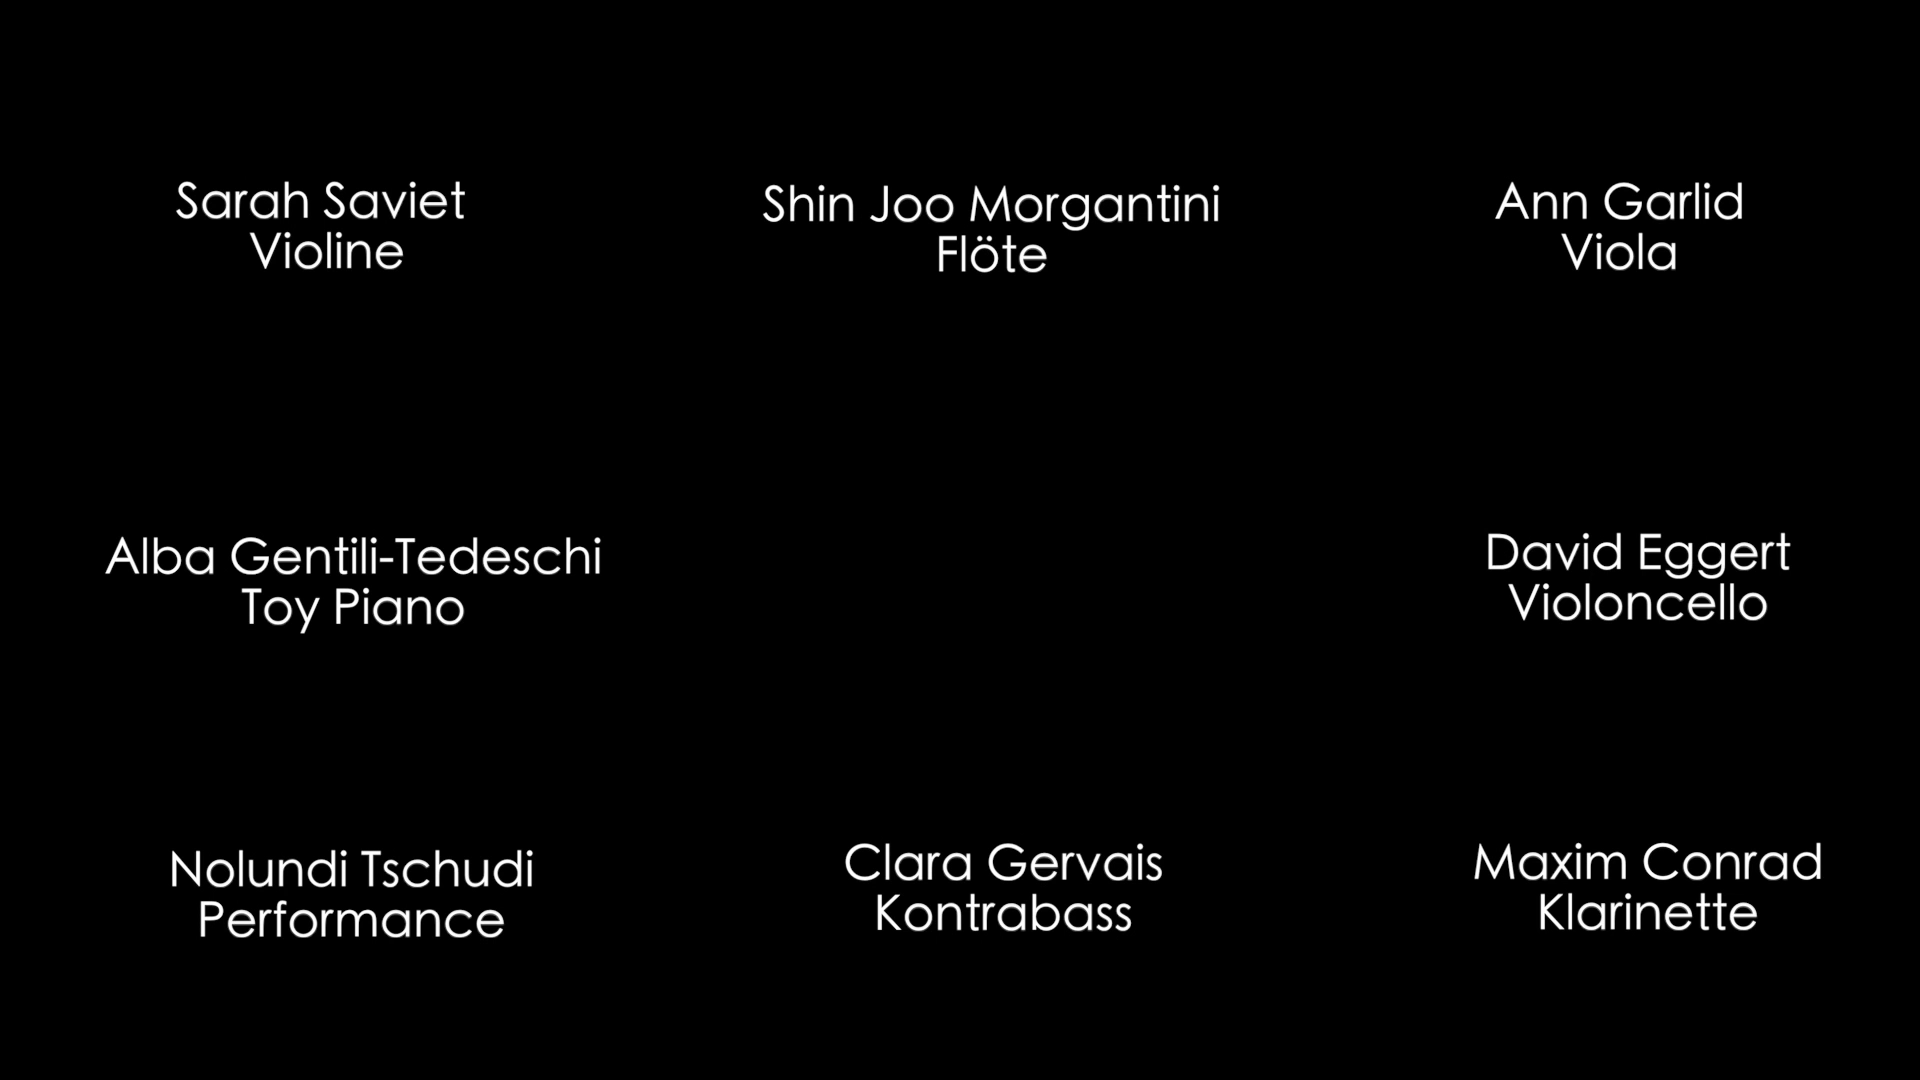 Sarah Saviet
Violine
Shin Joo Morgantini
Flöte
Ann Garlid
Viola
Alba Gentili-Tedeschi
Toy Piano
David Eggert
Violoncello
Nolundi Tschudi
Performance
Clara Gervais
Kontrabass
Maxim Conrad
Klarinette